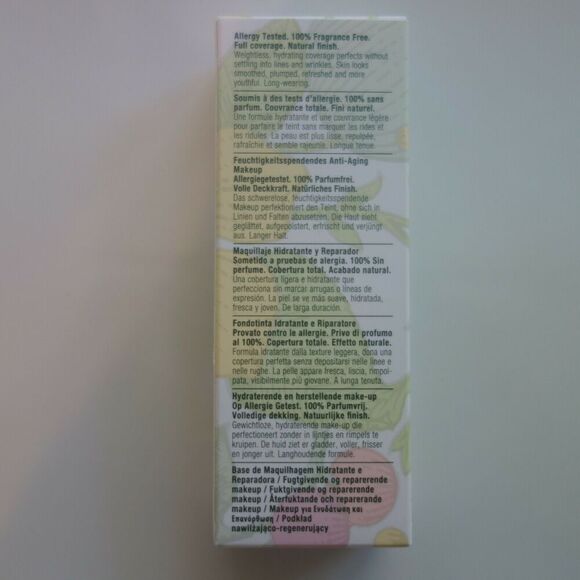 Allergy Tested. 100% Fragrance Free.
Full coverage. Natural finish.
Weightless, hydrating coverage perfects without
settling into lines and wrinkles. Skin looks
smoothed, plumped, refreshed and more
youthful. Long-wearing.
Soumis à des tests d'allergie. 100% sans
parfum. Couvrance totale. Fini naturel.
Une formule hydratante et une couvrance légère
pour parfaire le teint sans marquer les rides et
les ridules. La peau est plus lisse, repulpée,
rafraîchie et semble rajeunie. Longue tenue.
Feuchtigkeitsspendendes Anti-Aging
Makeup
Allergiegetestet. 100% Parfumfrei.
Volle Deckkraft. Natürliches Finish.
Das schwerelose, feuchtigkeitsspendende
Makeup perfektioniert den Teint, ohne sich in
Linien und Falten abzusetzen. Die Haut sieht
geglättet, aufgepolstert, erfrischt und verjüngt
aus. Langer Halt.
Maquillaje Hidratante y Reparador
Sometido a pruebas de alergia. 100% Sin
perfume. Cobertura total. Acabado natural.
Una cobertura ligera e hidratante que
perfecciona sin marcar arrugas o líneas de
expresión. La piel se ve más suave, hidratada,
fresca y joven. De larga duración.
Fondotinta Idratante e Riparatore
Provato contro le allergie. Privo di profumo
al 100%. Copertura totale. Effetto naturale.
Formula idratante dalla texture leggera, dona una
copertura perfetta senza depositarsi nelle linee e
nelle rughe. La pelle appare fresca, liscia, rimpol-
pata, visibilmente più giovane. A lunga tenuta.
Hydraterende en herstellende make-up
Op Allergie Getest. 100% Parfumvrij.
Volledige dekking. Natuurlijke finish.
Gewichtloze, hydraterende make-up die
perfectioneert zonder in lijntjes en rimpels te
kruipen. De huid ziet er gladder, voller, frisser
en jonger uit. Langhoudende formule.
Base de Maquilhagem Hidratante e
Reparadora / Fugtgivende og reparerende
makeup / Fuktgivende og reparerende
makeup / Återfuktande och reparerande
makeup / Makeup για Ενυδάτωση και
Επανόρθωση / Podkład
nawilżająco-regenerujący